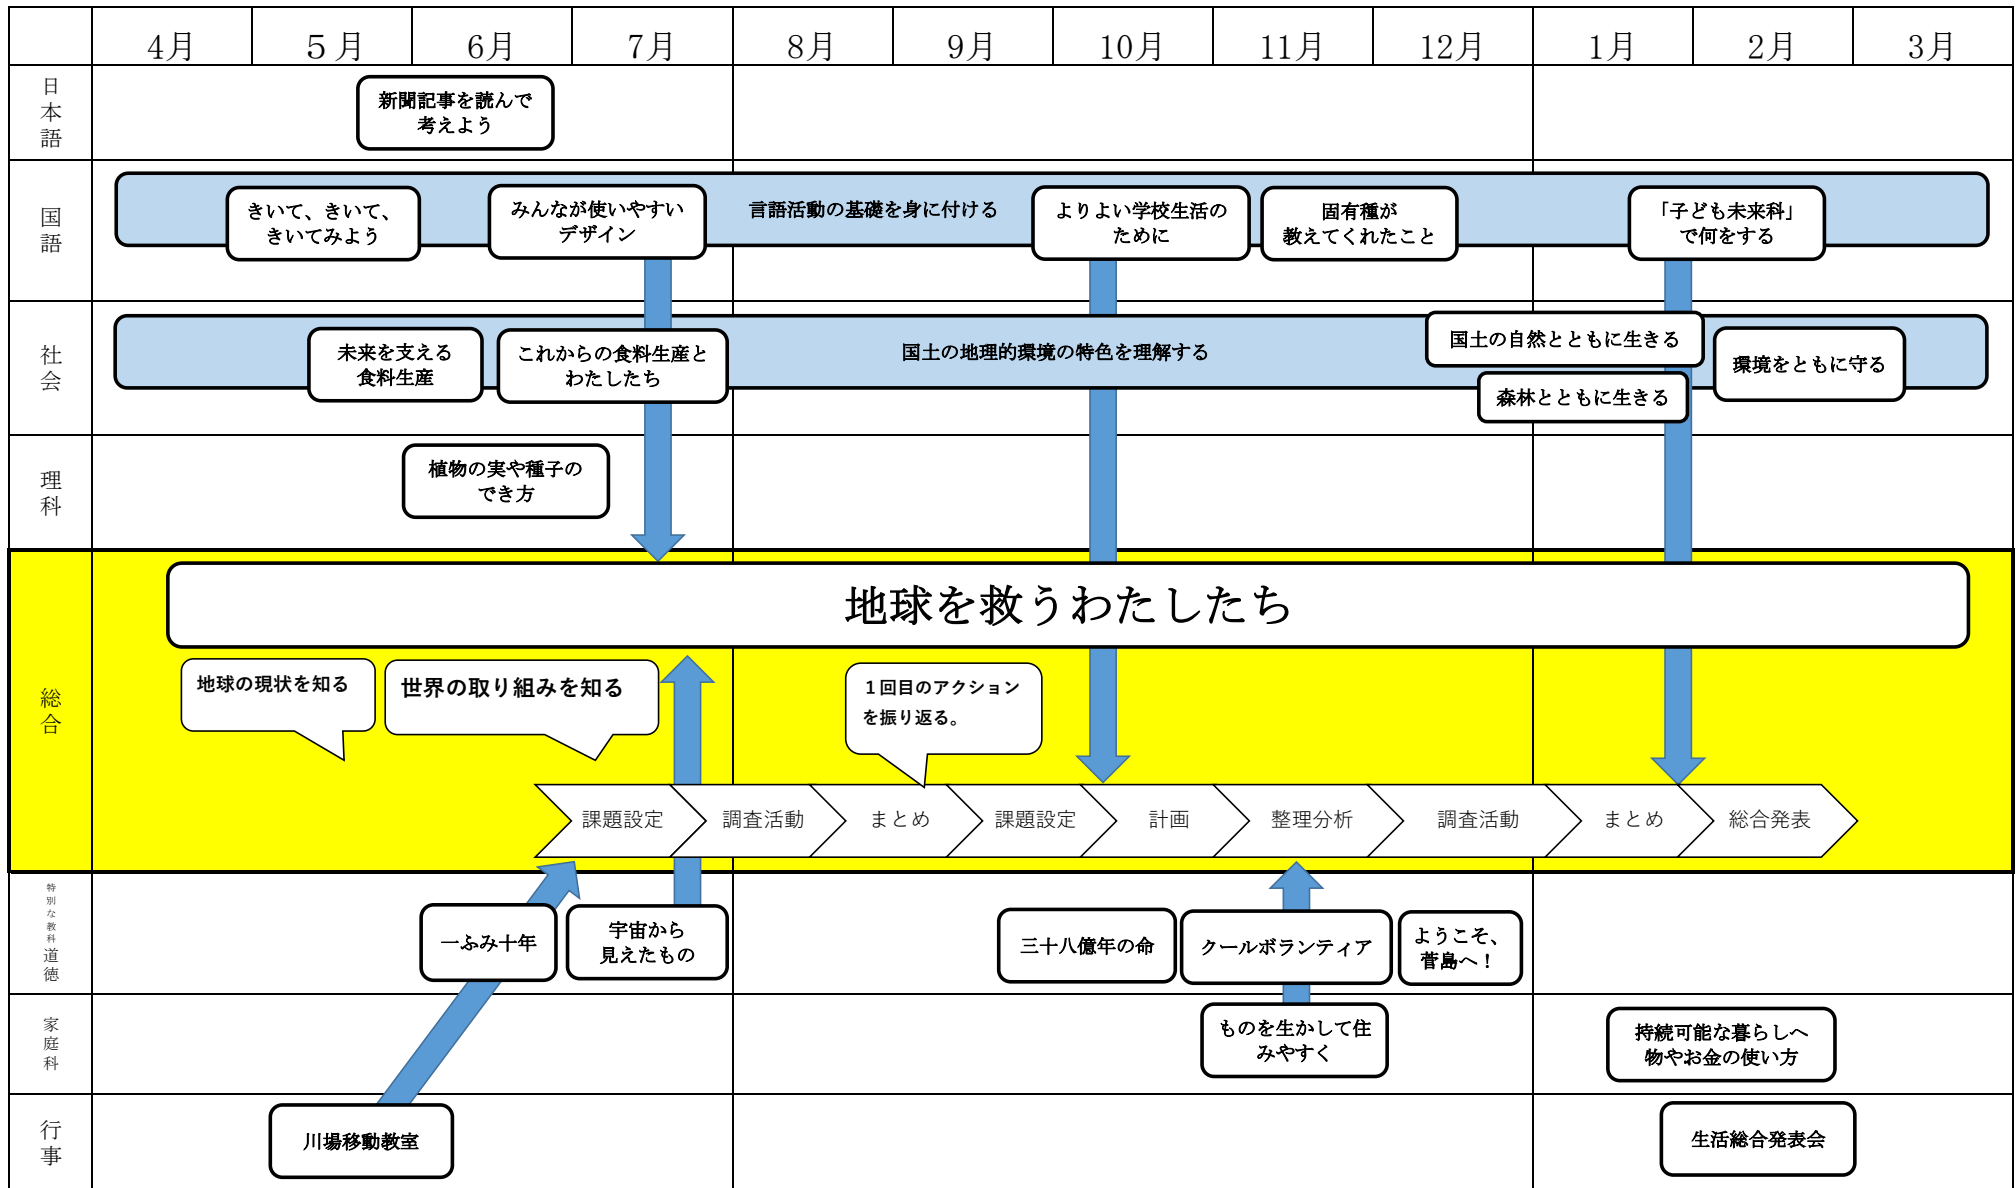 4月 5月 6月 7月 8月 9月 10月 11月 12月 1月 2月 3月
日本語
新聞記事を読んで
考えよう
国語
言語活動の基礎を身に付ける
きいて、きいて、
きいてみよう
みんなが使いやすい
デザイン
よりよい学校生活の
ために
固有種が
教えてくれたこと
「子ども未来科」
で何をする
社会
国土の地理的環境の特色を理解する
未来を支える
食料生産
これからの食料生産と
わたしたち
国土の自然とともに生きる
森林とともに生きる
環境をともに守る
理科
植物の実や種子の
でき方
総合
地球を救うわたしたち
地球の現状を知る
世界の取り組みを知る
1回目のアクション
を振り返る。
課題設定 調査活動 まとめ 課題設定 計画 整理分析 調査活動 まとめ 総合発表
特別な教科道徳
一ふみ十年
宇宙から
見えたもの
三十八億年の命
クールボランティア
ようこそ、
菅島へ！
家庭科
ものを生かして住
みやすく
持続可能な暮らしへ
物やお金の使い方
行事
川場移動教室
生活総合発表会